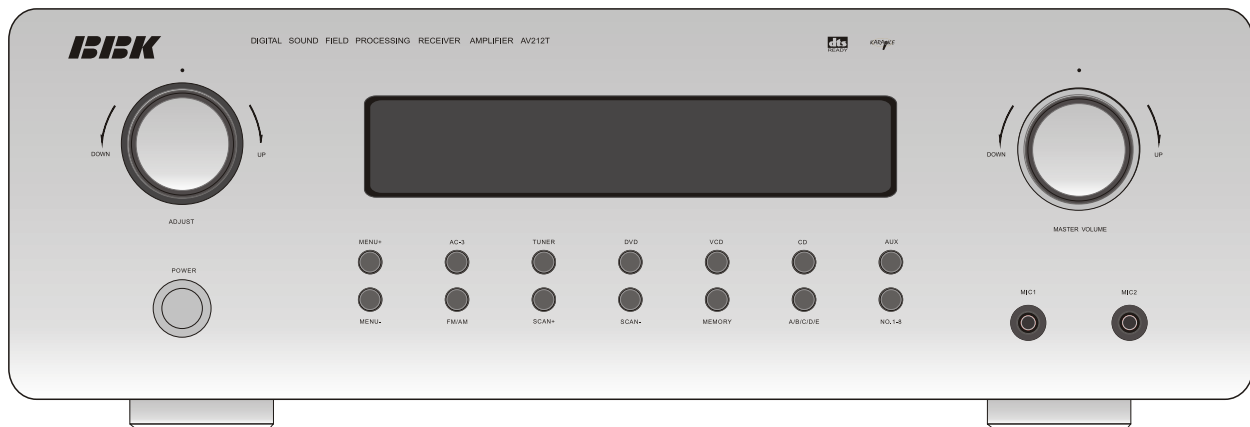 BBK
DIGITAL SOUND FIELD PROCESSING RECEIVER AMPLIFIER AV212T
dts
READY
KARAOKE
DOWN
UP
ADJUST
DOWN
UP
MASTER VOLUME
POWER
MENU+ AC-3 TUNER DVD VCD CD AUX
MENU- FM/AM SCAN+ SCAN- MEMORY A/B/C/D/E NO.1-8
MIC1 MIC2